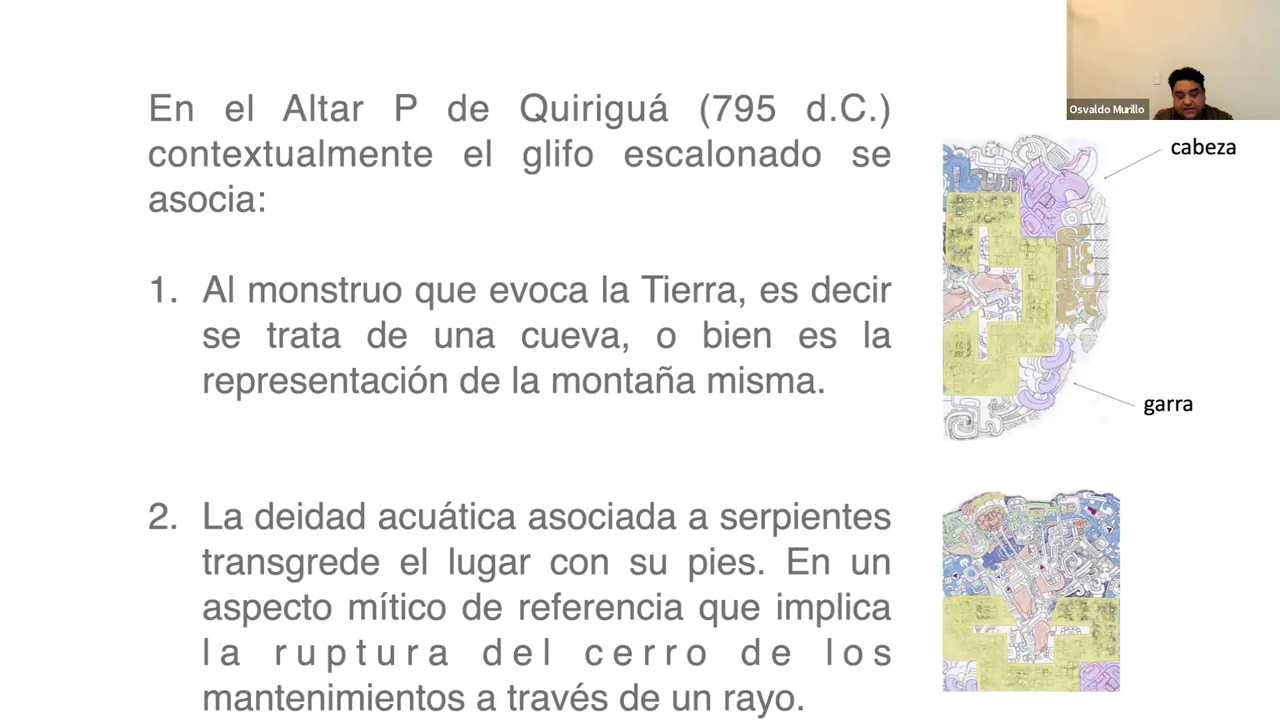 Osvaldo Murillo
En el Altar P de Quiriguá (795 d.C.)
contextualmente el glifo escalonado se
asocia:
1. Al monstruo que evoca la Tierra, es decir
se trata de una cueva, o bien es la
representación de la montaña misma.
2. La deidad acuática asociada a serpientes
transgrede el lugar con su pies. En un
aspecto mítico de referencia que implica
la ruptura del cerro de los
mantenimientos a través de un rayo.
cabeza
garra